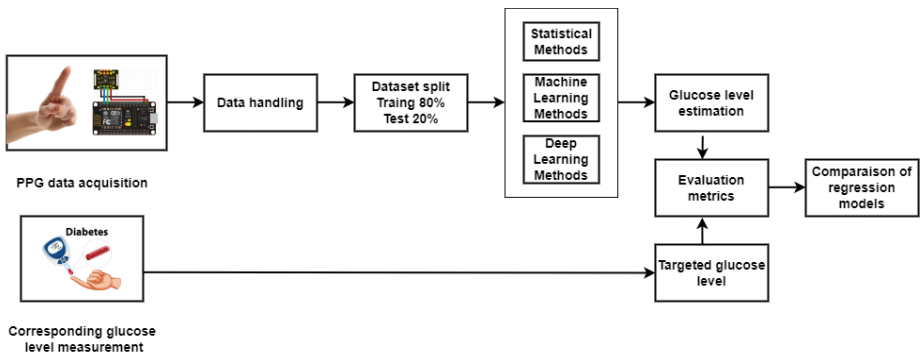 Statistical
Methods
Machine
Learning
Methods
Deep
Learning
Methods
Data handling
Dataset split
Traing 80%
Test 20%
Glucose level
estimation
PPG data acquisition
Evaluation
metrics
Comparaison of
regression
models
Diabetes
Targeted glucose
level
Corresponding glucose
level measurement